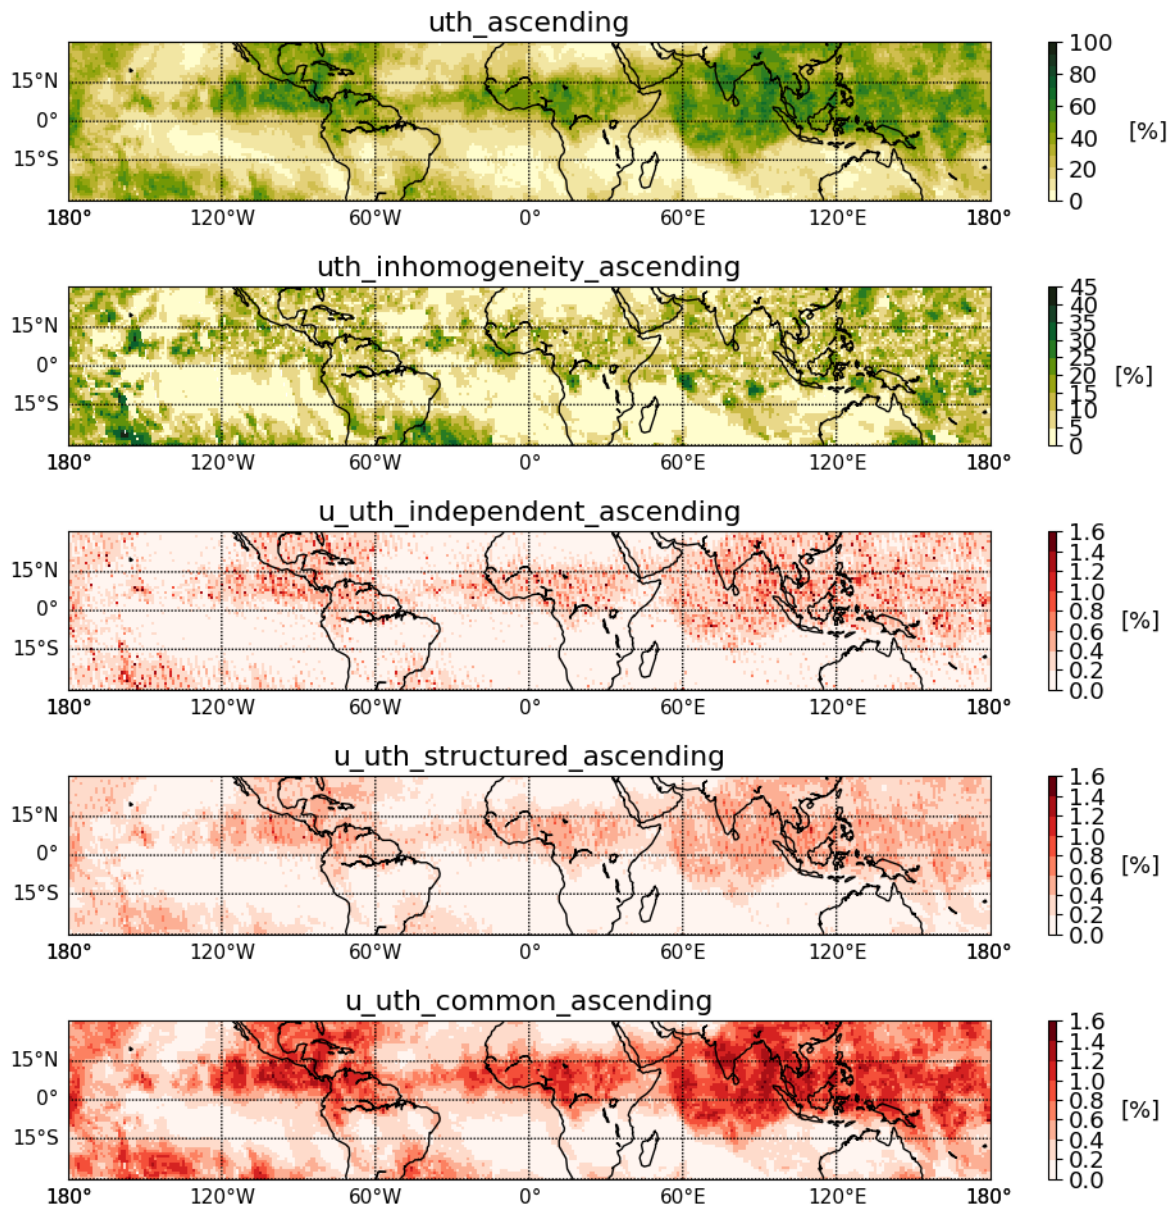 uth_ascending
15°N
0°
15°S
180° 120°W 60°W 0° 60°E 120°E 180°
100
80
60
40
20
0
[%]
uth_inhomogeneity_ascending
15°N
0°
15°S
180° 120°W 60°W 0° 60°E 120°E 180°
45
40
35
30
25
20
15
10
5
0
[%]
u_uth_independent_ascending
15°N
0°
15°S
180° 120°W 60°W 0° 60°E 120°E 180°
1.6
1.4
1.2
1.0
0.8
0.6
0.4
0.2
0.0
[%]
u_uth_structured_ascending
15°N
0°
15°S
180° 120°W 60°W 0° 60°E 120°E 180°
1.6
1.4
1.2
1.0
0.8
0.6
0.4
0.2
0.0
[%]
u_uth_common_ascending
15°N
0°
15°S
180° 120°W 60°W 0° 60°E 120°E 180°
1.6
1.4
1.2
1.0
0.8
0.6
0.4
0.2
0.0
[%]